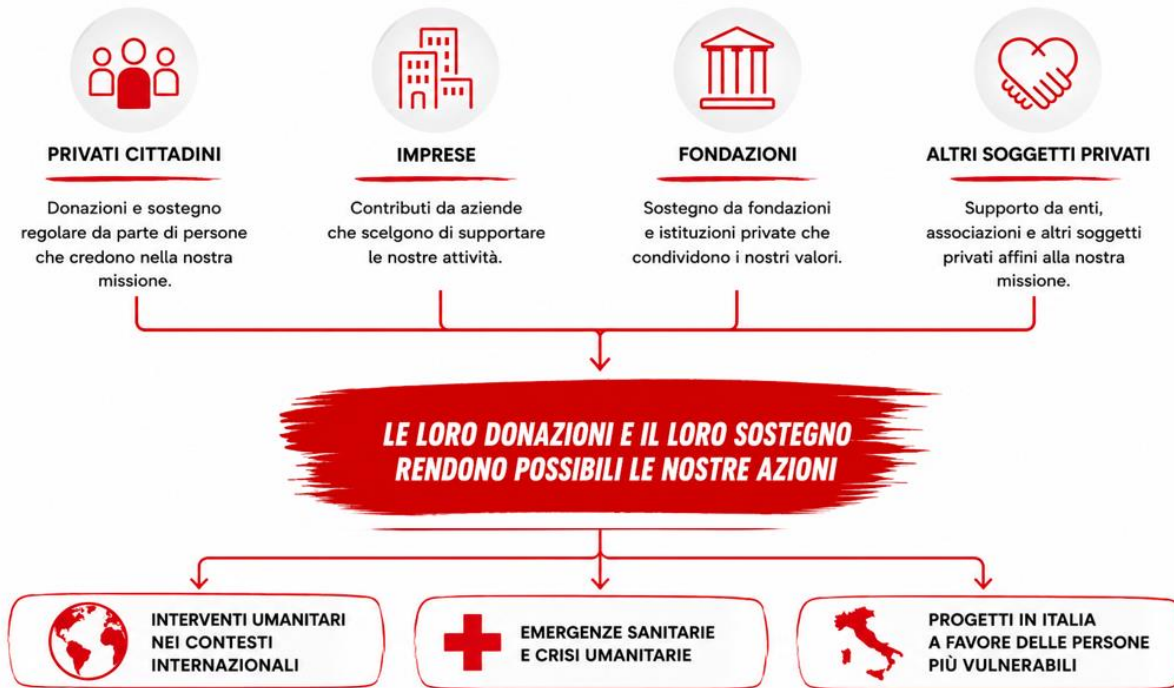 PRIVATI CITTADINI
Donazioni e sostegno
regolare da parte di persone
che credono nella nostra
missione.
IMPRESE
Contributi da aziende
che scelgono di supportare
le nostre attività.
FONDAZIONI
Sostegno da fondazioni
e istituzioni private che
condividono i nostri valori.
ALTRI SOGGETTI PRIVATI
Supporto da enti,
associazioni e altri soggetti
privati affini alla nostra
missione.
LE LORO DONAZIONI E IL LORO SOSTEGNO
RENDONO POSSIBILI LE NOSTRE AZIONI
INTERVENTI UMANITARI
NEI CONTESTI
INTERNAZIONALI
EMERGENZE SANITARIE
E CRISI UMANITARIE
PROGETTI IN ITALIA
A FAVORE DELLE PERSONE
PIÙ VULNERABILI